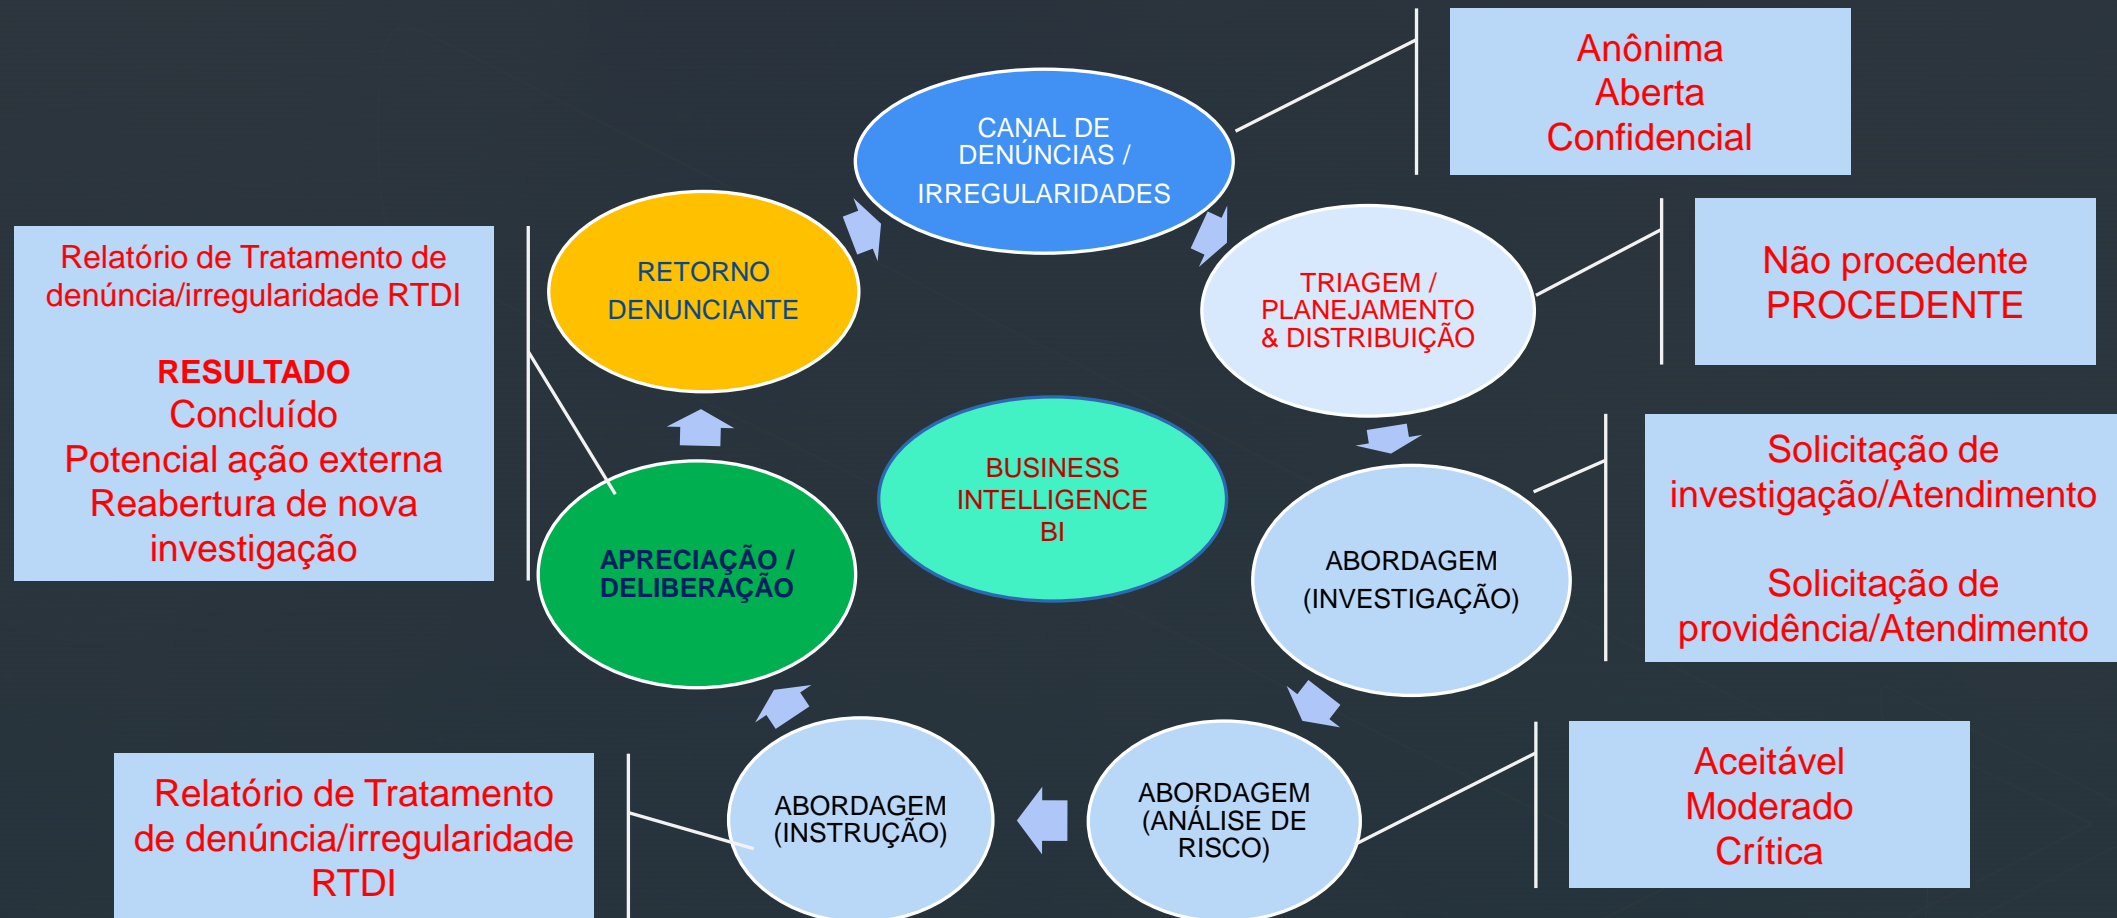 CANAL DE
DENÚNCIAS /
IRREGULARIDADES
Anônima
Aberta
Confidencial
TRIAGEM /
PLANEJAMENTO
& DISTRIBUIÇÃO
Não procedente
PROCEDENTE
ABORDAGEM
(INVESTIGAÇÃO)
Solicitação de
investigação/Atendimento
Solicitação de
providência/Atendimento
ABORDAGEM
(ANÁLISE DE
RISCO)
Aceitável
Moderado
Crítica
ABORDAGEM
(INSTRUÇÃO)
Relatório de Tratamento
de denúncia/irregularidade
RTDI
APRECIAÇÃO /
DELIBERAÇÃO
Relatório de Tratamento de
denúncia/irregularidade RTDI
RESULTADO
Concluído
Potencial ação externa
Reabertura de nova
investigação
RETORNO
DENUNCIANTE
BUSINESS
INTELLIGENCE
BI